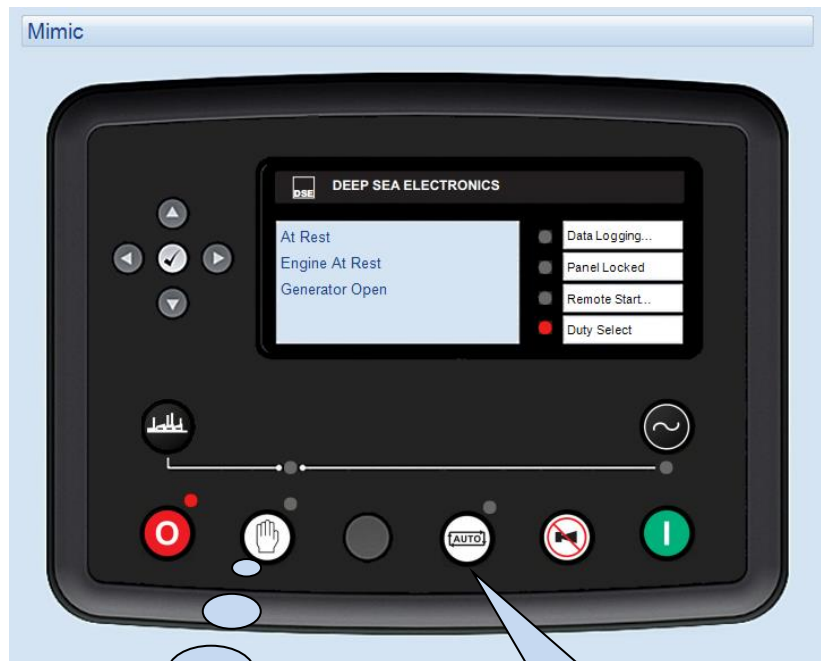 Mimic
DSE DEEP SEA ELECTRONICS
At Rest
Engine At Rest
Generator Open
Data Logging...
Panel Locked
Remote Start...
Duty Select
O
AUTO
I